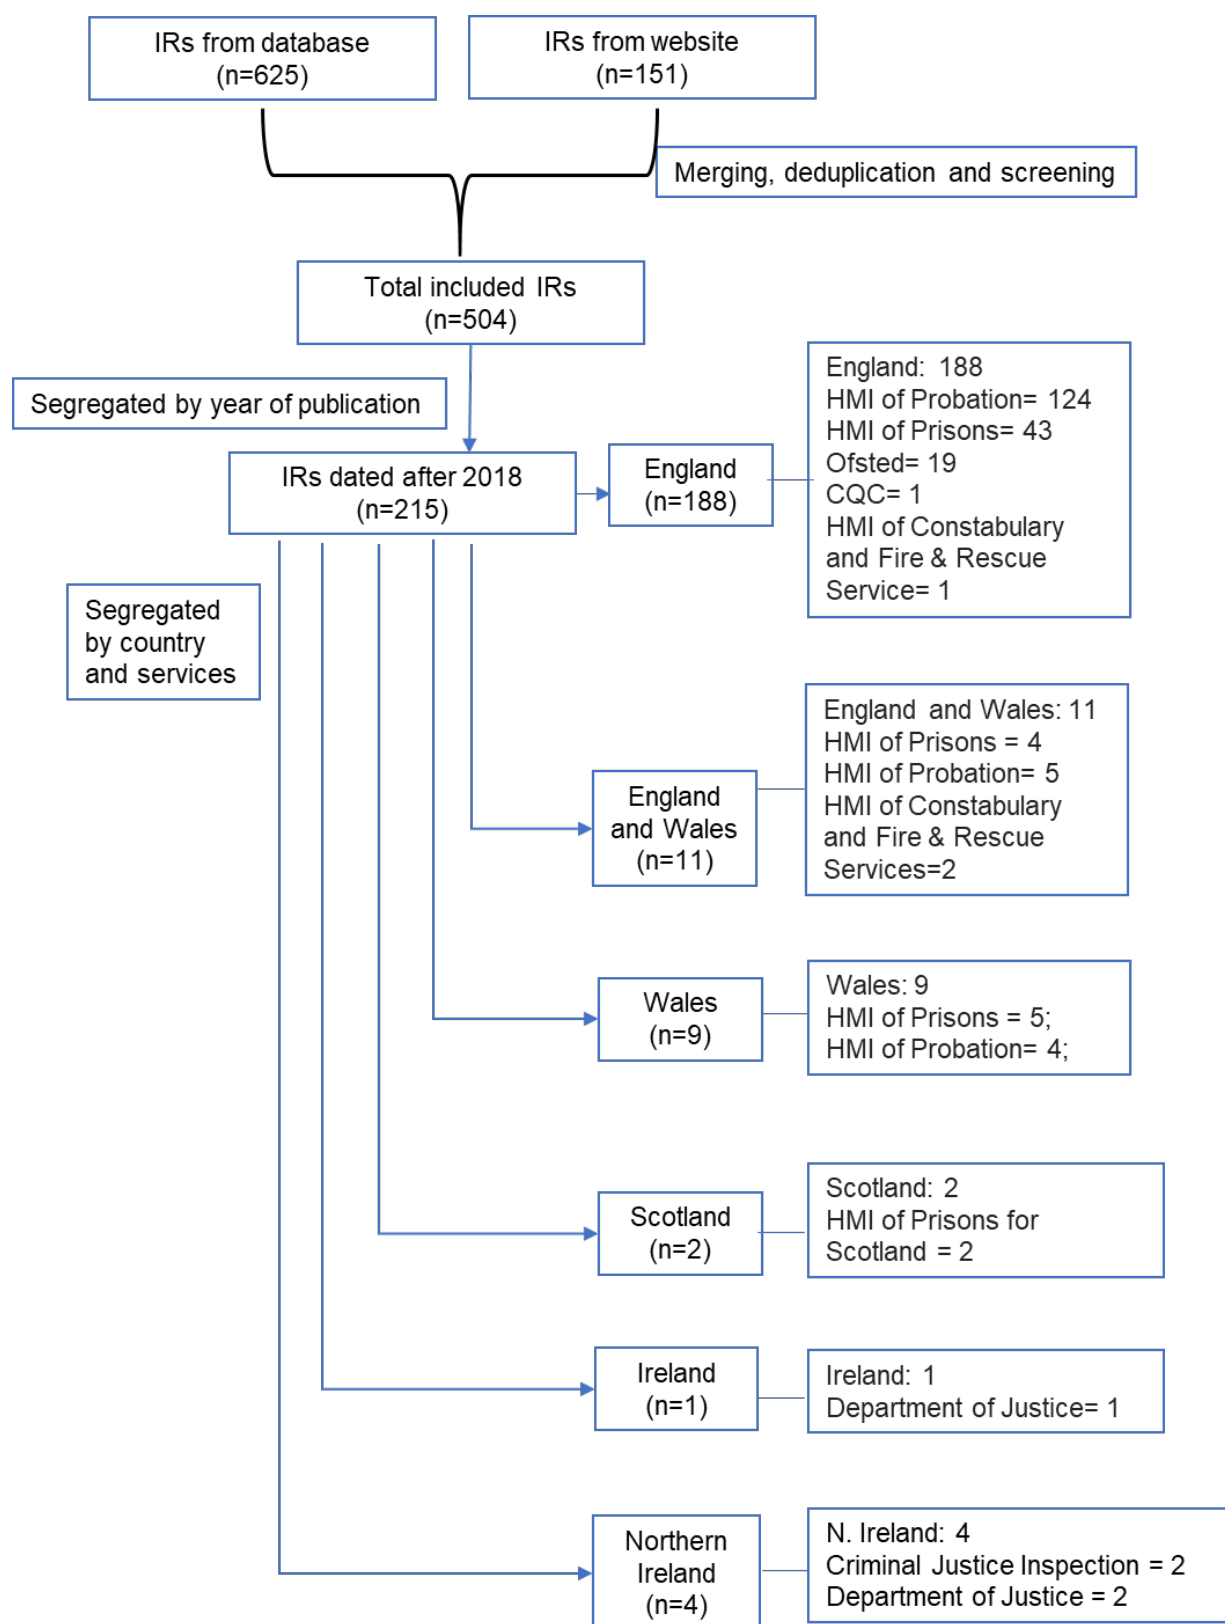 IRs from database
(n=625)
IRs from website
(n=151)
Merging, deduplication and screening
Total included IRs
(n=504)
Segregated by year of publication
IRs dated after 2018
(n=215)
England
(n=188)
England: 188
HMI of Probation= 124
HMI of Prisons= 43
Ofsted= 19
CQC= 1
HMI of Constabulary
and Fire & Rescue
Service= 1
Segregated
by country
and services
England
and Wales
(n=11)
England and Wales: 11
HMI of Prisons = 4
HMI of Probation= 5
HMI of Constabulary
and Fire & Rescue
Services=2
Wales
(n=9)
Wales: 9
HMI of Prisons = 5;
HMI of Probation= 4;
Scotland
(n=2)
Scotland: 2
HMI of Prisons for
Scotland = 2
Ireland
(n=1)
Ireland: 1
Department of Justice= 1
Northern
Ireland
(n=4)
N. Ireland: 4
Criminal Justice Inspection = 2
Department of Justice = 2